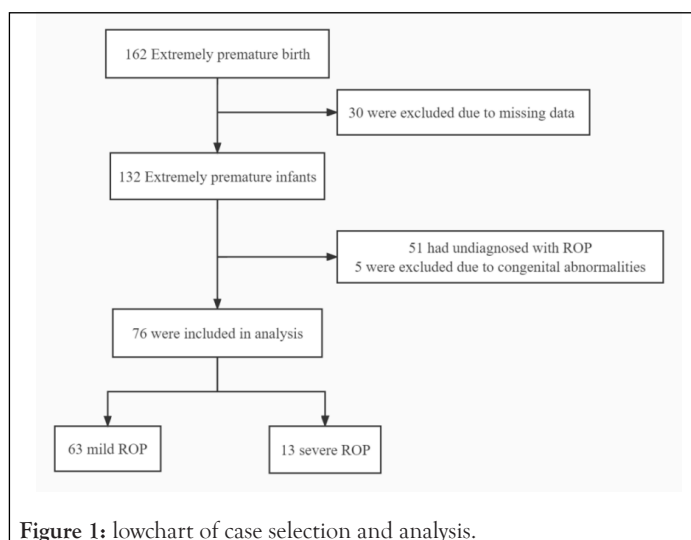 162 Extremely premature birth
30 were excluded due to missing data
132 Extremely premature infants
51 had undiagnosed with ROP
5 were excluded due to congenital abnormalities
76 were included in analysis
63 mild ROP
13 severe ROP
Figure 1: lowchart of case selection and analysis.